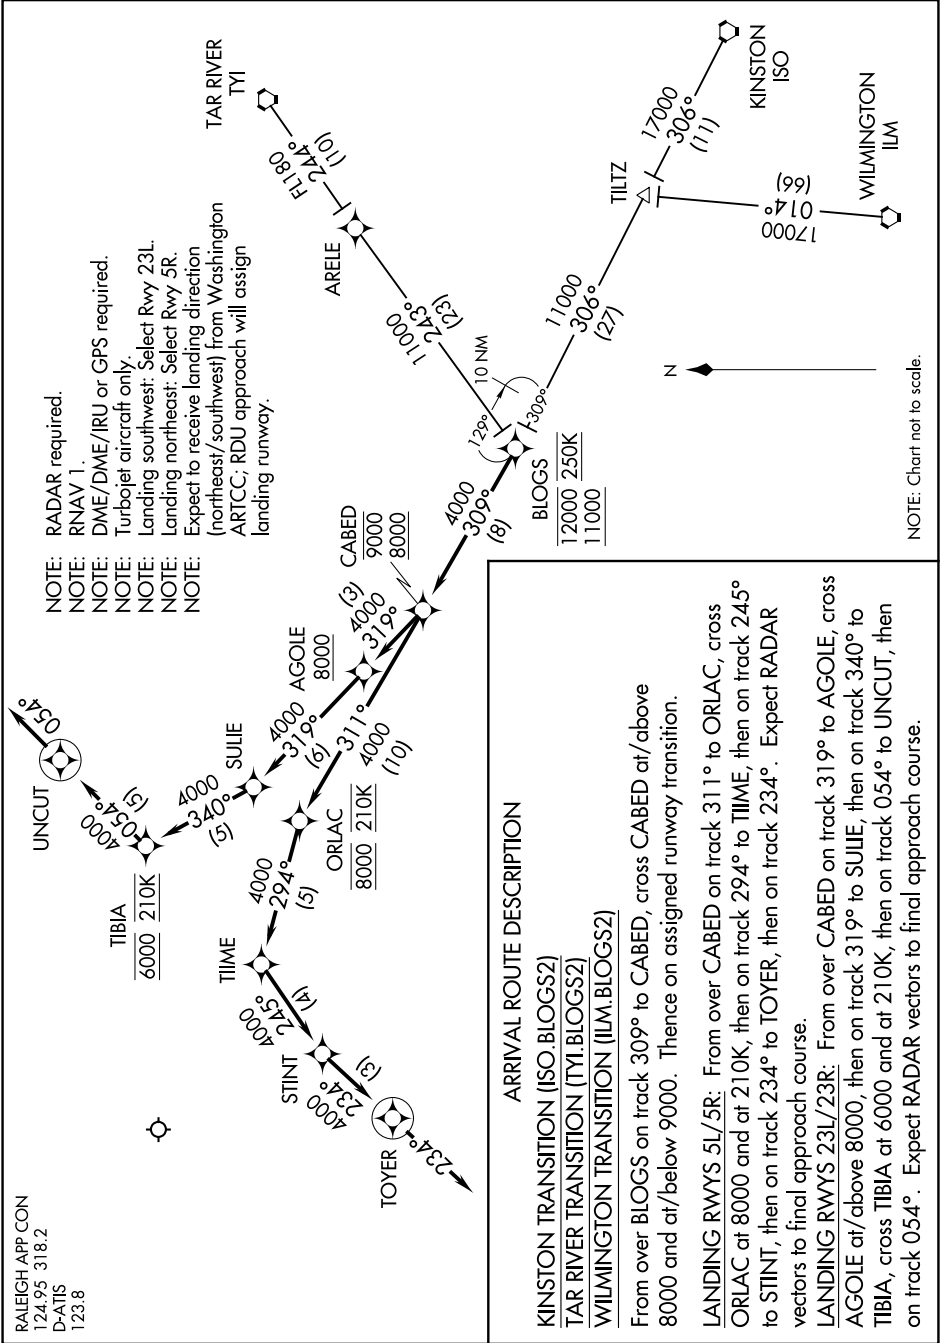 RALEIGH APP CON
124.95 318.2
D-ATIS
123.8
NOTE: RADAR required.
NOTE: RNAV 1.
NOTE: DME/DME/IRU or GPS required.
NOTE: Turbojet aircraft only.
NOTE: Landing southwest: Select Rwy 23L.
NOTE: Landing northeast: Select Rwy 5R.
NOTE: Expect to receive landing direction
(northeast/southwest) from Washington
ARTCC; RDU approach will assign
landing runway.
TAR RIVER
TYI
FL180
244°
(10)
ARELE
11000
243°
(23)
KINSTON
ISO
17000
306°
(11)
TILTZ
WILMINGTON
ILM
17000
014°
(66)
11000
306°
(27)
10 NM
129°
309°
BLOGS
12000 250K
11000
4000
309°
(8)
CABED
9000
8000
(3)
4000
319°
AGOLE
8000
4000
319°
(6)
SULIE
4000
340°
(5)
TIBIA
6000 210K
4000
054°
(5)
UNCUT
054°
311°
4000
(10)
ORLAC
8000 210K
4000
294°
(5)
TIIME
4000
245°
(4)
STINT
4000
234°
(3)
TOYER
234°
N
NOTE: Chart not to scale.
ARRIVAL ROUTE DESCRIPTION
KINSTON TRANSITION (ISO.BLOGS2)
TAR RIVER TRANSITION (TYI.BLOGS2)
WILMINGTON TRANSITION (ILM.BLOGS2)
From over BLOGS on track 309° to CABED, cross CABED at/above
8000 and at/below 9000. Thence on assigned runway transition.
LANDING RWYS 5L/5R: From over CABED on track 311° to ORLAC, cross
ORLAC at 8000 and at 210K, then on track 294° to TIIME, then on track 245°
to STINT, then on track 234° to TOYER, then on track 234°. Expect RADAR
vectors to final approach course.
LANDING RWYS 23L/23R: From over CABED on track 319° to AGOLE, cross
AGOLE at/above 8000, then on track 319° to SULIE, then on track 340° to
TIBIA, cross TIBIA at 6000 and at 210K, then on track 054° to UNCUT, then
on track 054°. Expect RADAR vectors to final approach course.